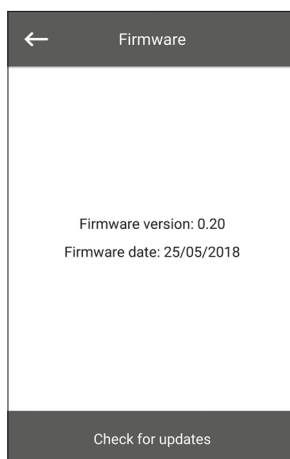 Firmware
Firmware version: 0.20
Firmware date: 25/05/2018
Check for updates